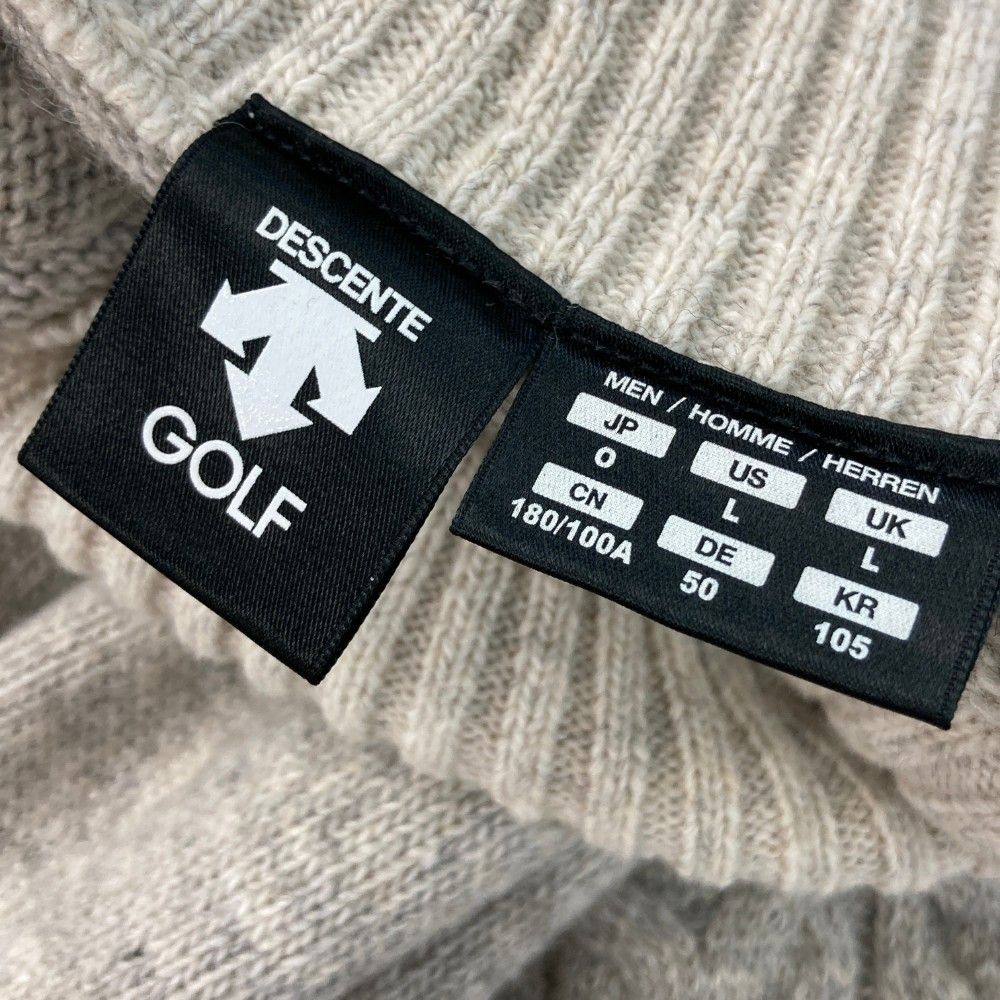 DESCENTE
GOLF
MEN / HOMME / HERREN
JP
O
US
L
UK
L
CN
180/100A
DE
50
KR
105